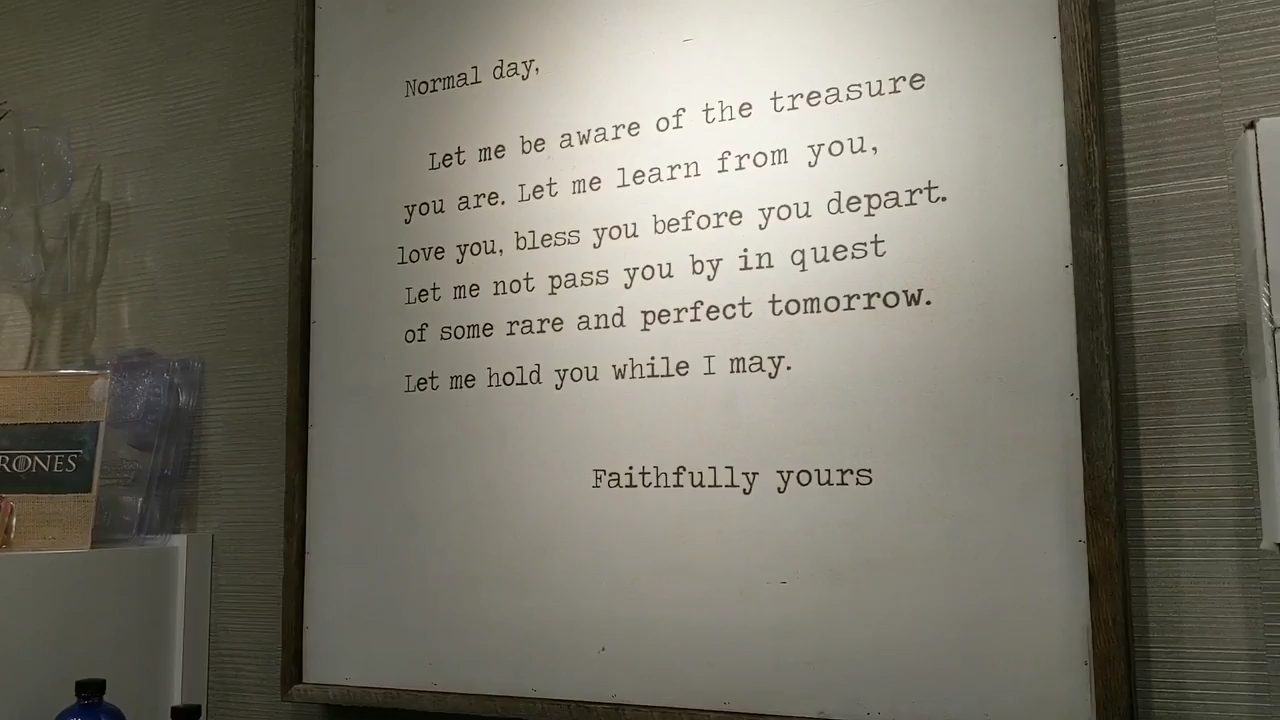 Normal day,
Let me be aware of the treasure
you are. Let me learn from you,
love you, bless you before you depart.
Let me not pass you by in quest
of some rare and perfect tomorrow.
Let me hold you while I may.
Faithfully yours
RONES